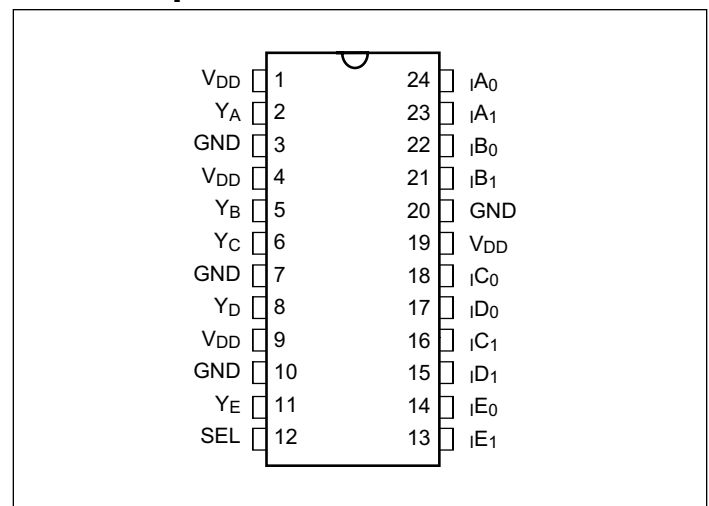 VDD 1 24 IA0
YA 2 23 IA1
GND 3 22 IB0
VDD 4 21 IB1
YB 5 20 GND
YC 6 19 VDD
GND 7 18 IC0
YD 8 17 ID0
VDD 9 16 IC1
GND 10 15 ID1
YE 11 14 IE0
SEL 12 13 IE1